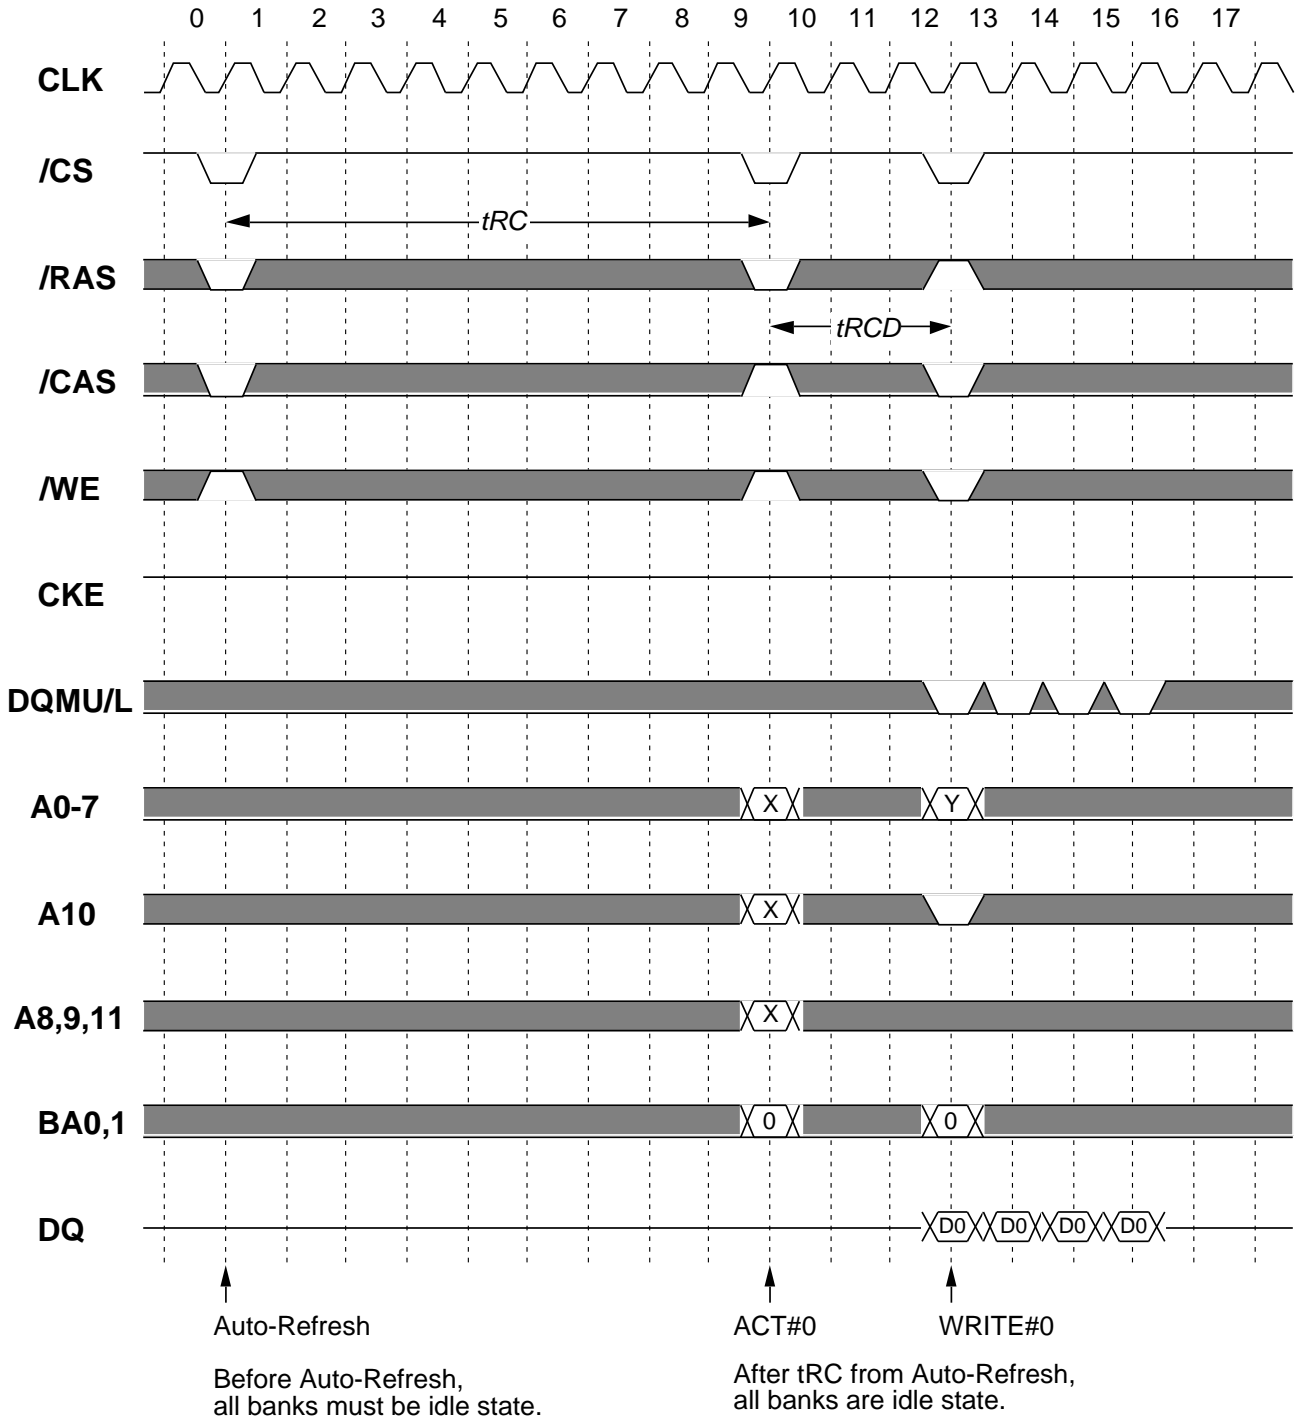 0 1 2 3 4 5 6 7 8 9 10 11 12 13 14 15 16 17
CLK
/CS
tRC
/RAS
tRCD
/CAS
/WE
CKE
DQMU/L
A0-7 X Y
A10 X
A8,9,11 X
BA0,1 0 0
DQ D0 D0 D0 D0
Auto-Refresh ACT#0 WRITE#0
Before Auto-Refresh,
all banks must be idle state.
After tRC from Auto-Refresh,
all banks are idle state.